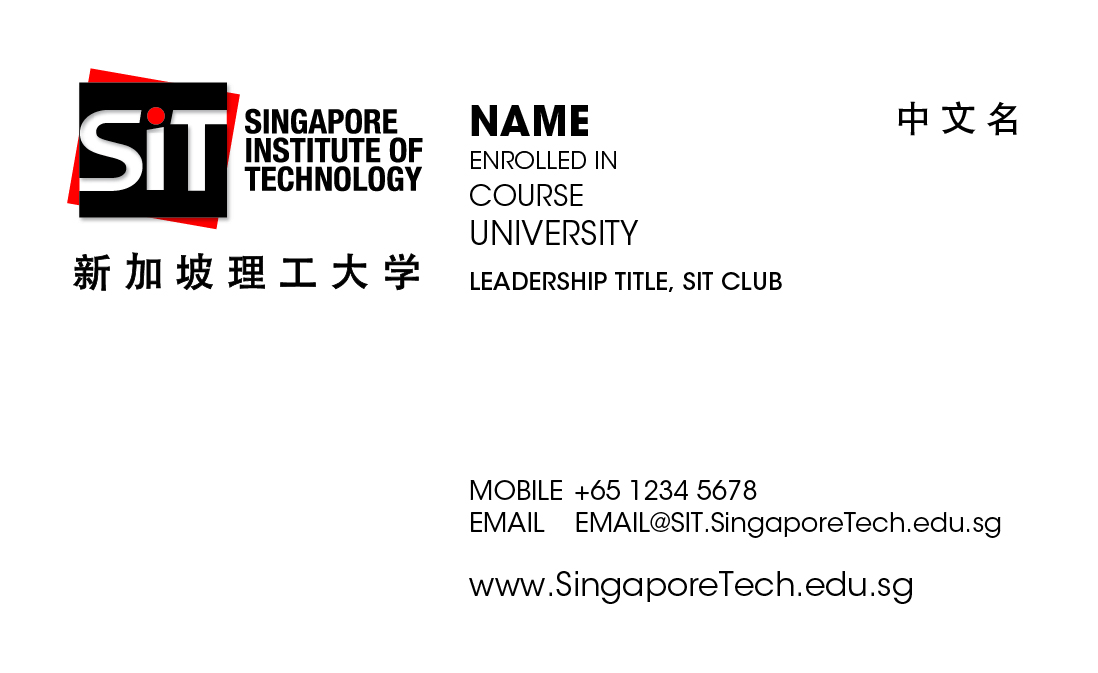 SiT
SINGAPORE
INSTITUTE OF
TECHNOLOGY
新加坡理工大学
NAME
中文名
ENROLLED IN
COURSE
UNIVERSITY
LEADERSHIP TITLE, SIT CLUB
MOBILE +65 1234 5678
EMAIL EMAIL@SIT.SingaporeTech.edu.sg
www.SingaporeTech.edu.sg